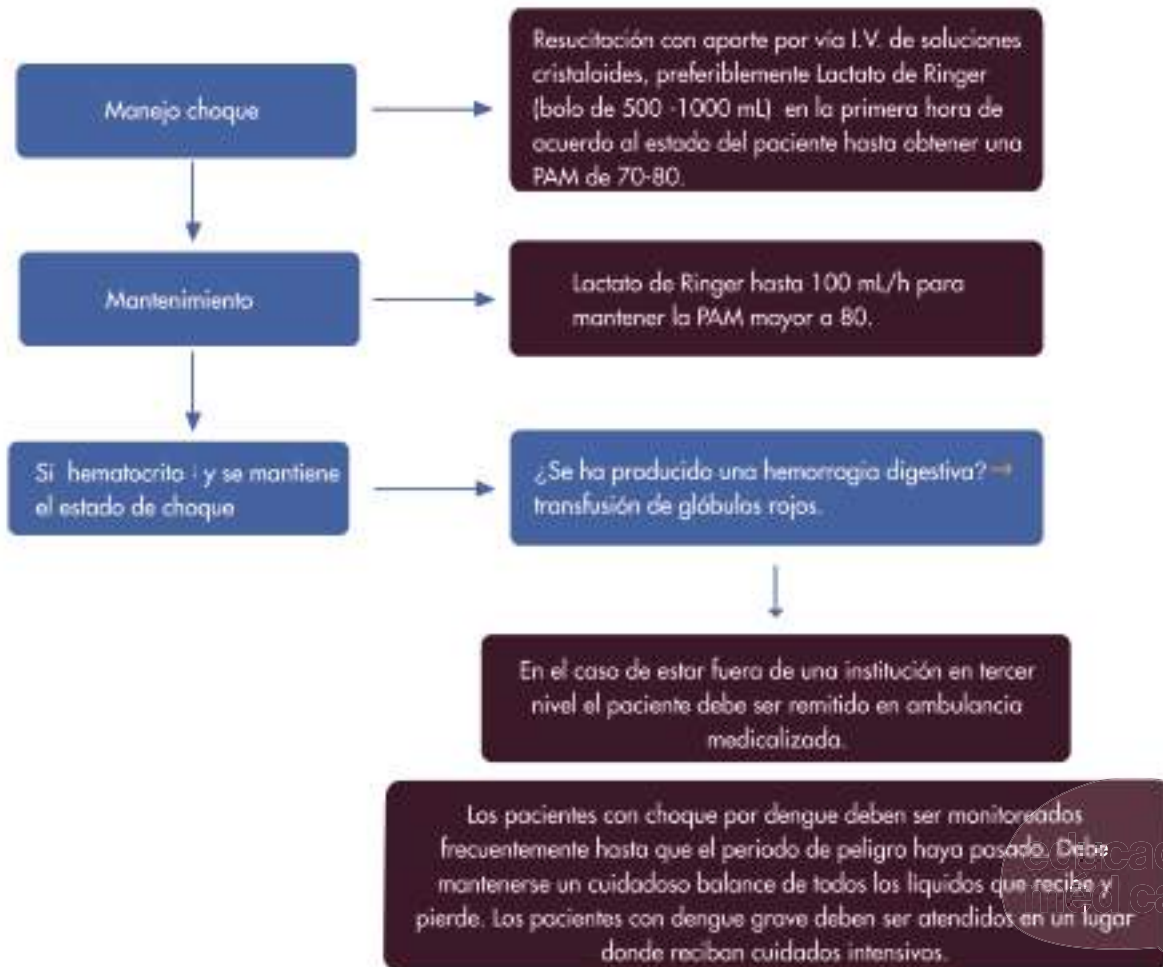 Manejo choque
Resucitación con aporte por vía I.V. de soluciones
cristaloides, preferiblemente Lactato de Ringer
(bolo de 500 -1000 mL) en la primera hora de
acuerdo al estado del paciente hasta obtener una
PAM de 70-80.
Mantenimiento
Lactato de Ringer hasta 100 mL/h para
mantener la PAM mayor a 80.
Si hematocrito y se mantiene
el estado de choque
¿Se ha producido una hemorragia digestiva? →
transfusión de glóbulos rojos.
En el caso de estar fuera de una institución en tercer
nivel el paciente debe ser remitido en ambulancia
medicalizada.
Los pacientes con choque por dengue deben ser monitoreados
frecuentemente hasta que el periodo de peligro haya pasado. Debe
mantenerse un cuidadoso balance de todos los líquidos que recibe y
pierde. Los pacientes con dengue grave deben ser atendidos en un lugar
donde reciban cuidados intensivos.